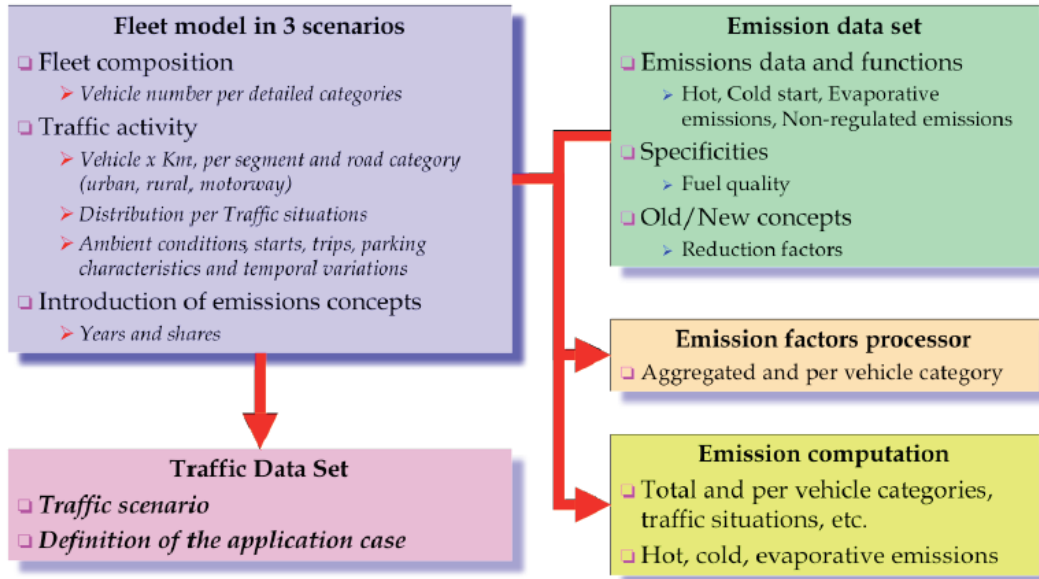 Fleet model in 3 scenarios
Fleet composition
Vehicle number per detailed categories
Traffic activity
Vehicle x Km, per segment and road category
(urban, rural, motorway)
Distribution per Traffic situations
Ambient conditions, starts, trips, parking
characteristics and temporal variations
Introduction of emissions concepts
Years and shares
Traffic Data Set
Traffic scenario
Definition of the application case
Emission data set
Emissions data and functions
Hot, Cold start, Evaporative
emissions, Non-regulated emissions
Specificities
Fuel quality
Old/New concepts
Reduction factors
Emission factors processor
Aggregated and per vehicle category
Emission computation
Total and per vehicle categories,
traffic situations, etc.
Hot, cold, evaporative emissions